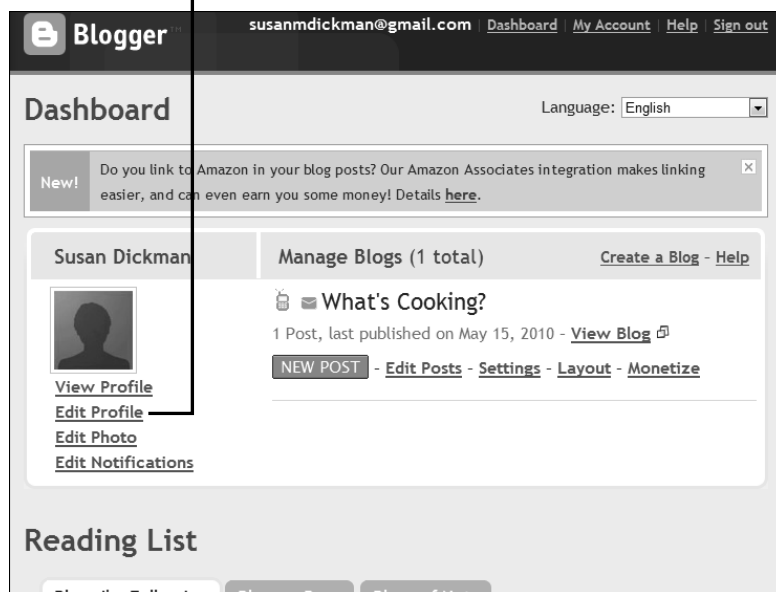 Blogger™ susanmdickman@gmail.com | Dashboard | My Account | Help | Sign out
Dashboard
Language: English
New! Do you link to Amazon in your blog posts? Our Amazon Associates integration makes linking
easier, and can even earn you some money! Details here.
Susan Dickman
Manage Blogs (1 total) Create a Blog - Help
What's Cooking?
1 Post, last published on May 15, 2010 - View Blog
NEW POST - Edit Posts - Settings - Layout - Monetize
View Profile
Edit Profile
Edit Photo
Edit Notifications
Reading List